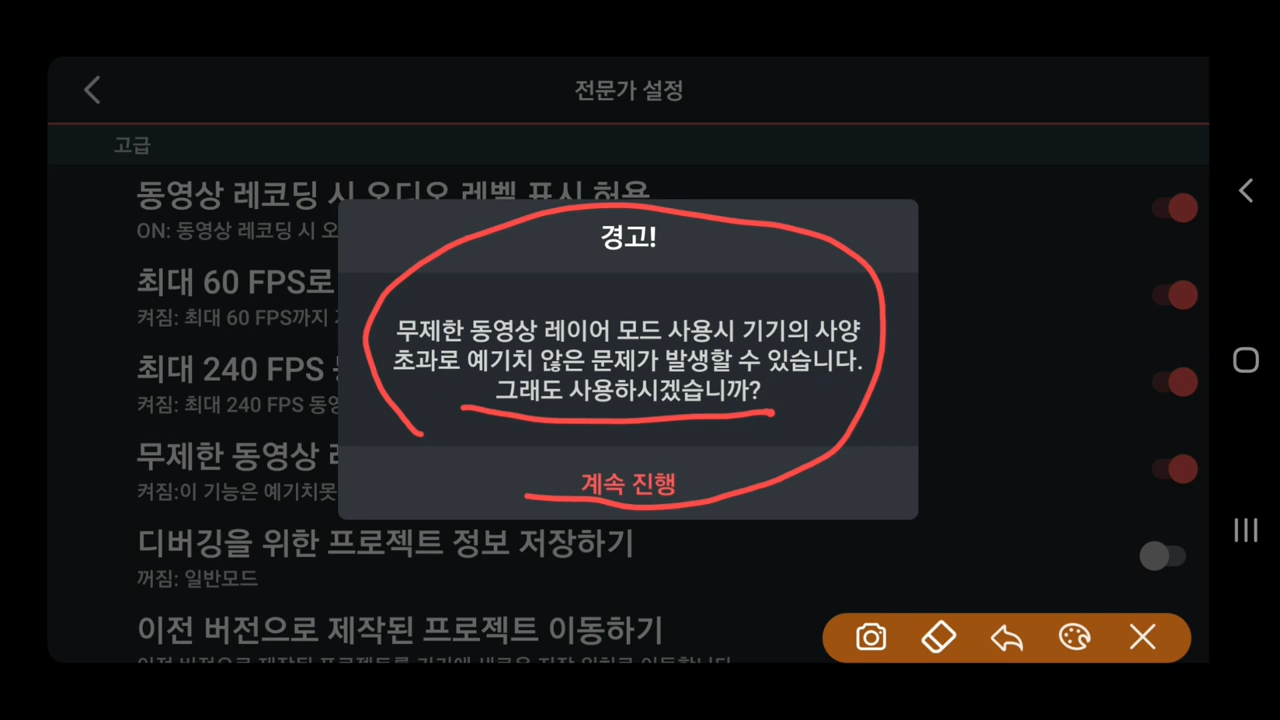 전문가 설정
고급
동영상 레코딩 시 오디오 레벨 표시 허용
ON: 동영상 레코딩 시 오
경고!
최대 60 FPS로
켜짐: 최대 60 FPS까지
무제한 동영상 레이어 모드 사용시 기기의 사양
초과로 예기치 않은 문제가 발생할 수 있습니다.
그래도 사용하시겠습니까?
최대 240 FPS
켜짐: 최대 240 FPS 동영
무제한 동영상
켜짐:이 기능은 예기치못
계속 진행
디버깅을 위한 프로젝트 정보 저장하기
꺼짐: 일반모드
이전 버전으로 제작된 프로젝트 이동하기